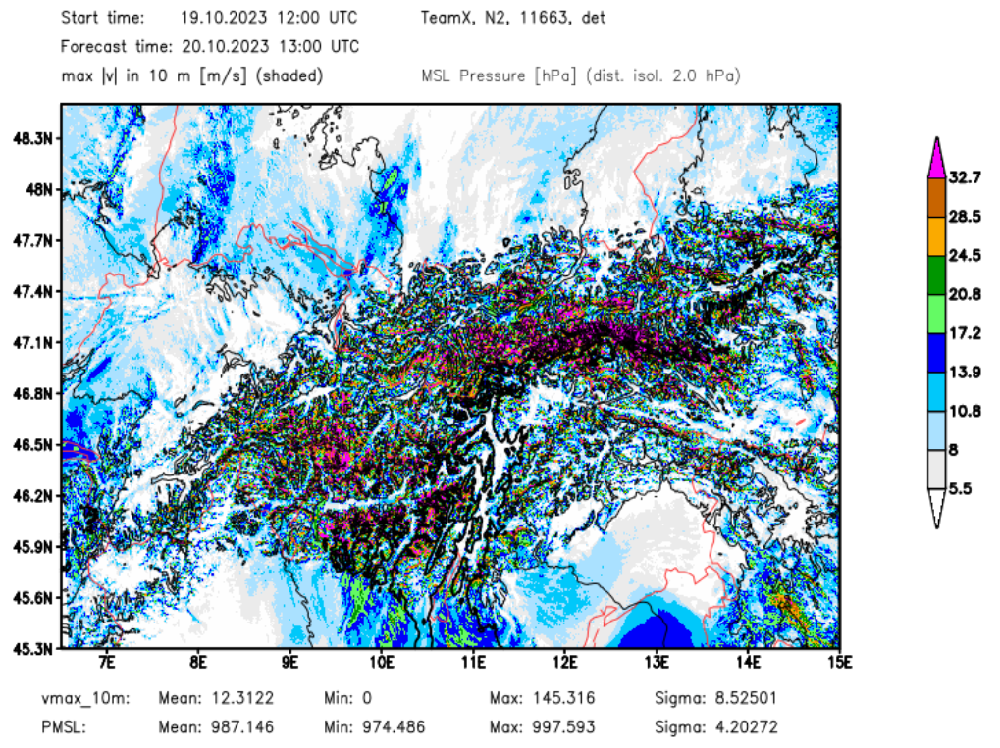 Start time: 19.10.2023 12:00 UTC TeamX, N2, 11663, det
Forecast time: 20.10.2023 13:00 UTC
max |v| in 10 m [m/s] (shaded) MSL Pressure [hPa] (dist. isol. 2.0 hPa)
48.3N
48N
47.7N
47.4N
47.1N
46.8N
46.5N
46.2N
45.9N
45.6N
45.3N
7E 8E 9E 10E 11E 12E 13E 14E 15E
32.7
28.5
24.5
20.8
17.2
13.9
10.8
8
5.5
vmax_10m: Mean: 12.3122 Min: 0 Max: 145.316 Sigma: 8.52501
PMSL: Mean: 987.146 Min: 974.486 Max: 997.593 Sigma: 4.20272